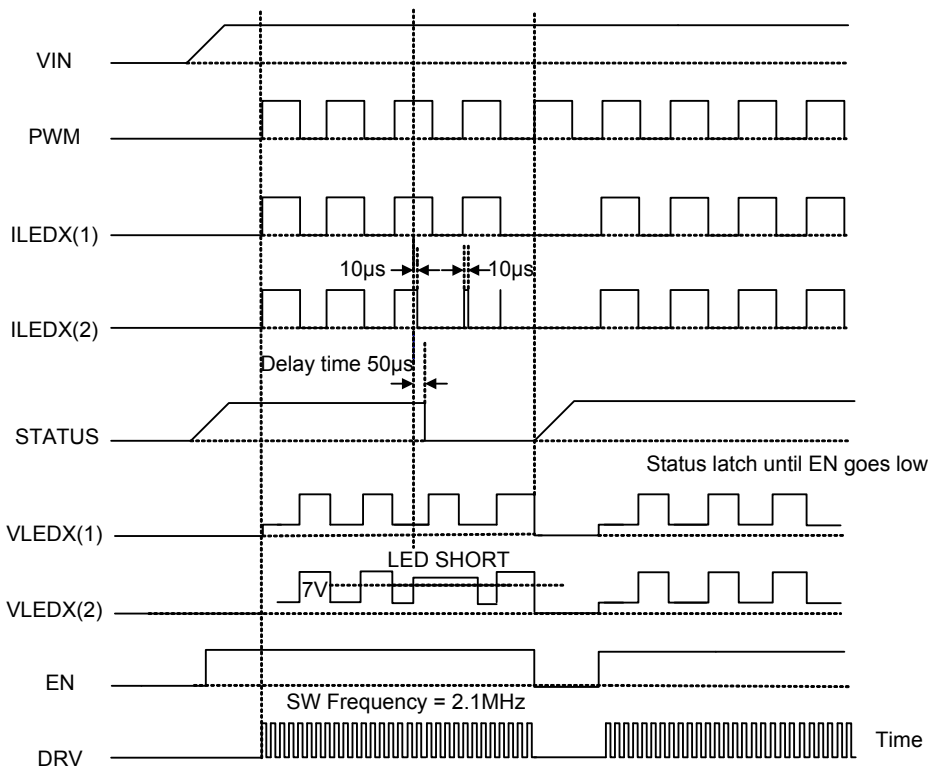 VIN
PWM
ILEDX(1)
10µs
10µs
ILEDX(2)
Delay time 50µs
STATUS
Status latch until EN goes low
VLEDX(1)
LED SHORT
7V
VLEDX(2)
EN
SW Frequency = 2.1MHz
Time
DRV